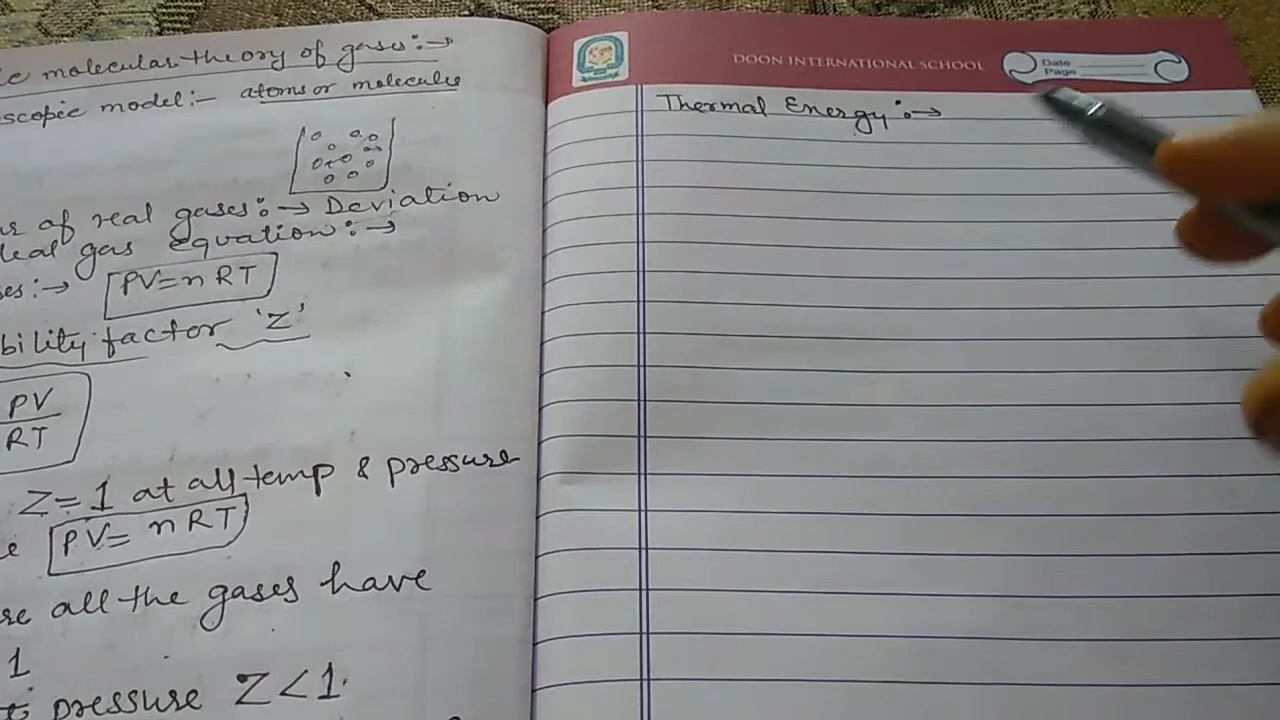 molecular theory of gases:→
scopic model:- atoms or molecules
of real gases:→ Deviation
gas equation:→
PV=nRT
bility factor 'Z'
PV
RT
Z=1 at all temp & pressure
PV=nRT
all the gases have
1
pressure Z<1.
DOON INTERNATIONAL SCHOOL
Date
Page
Thermal Energy:→